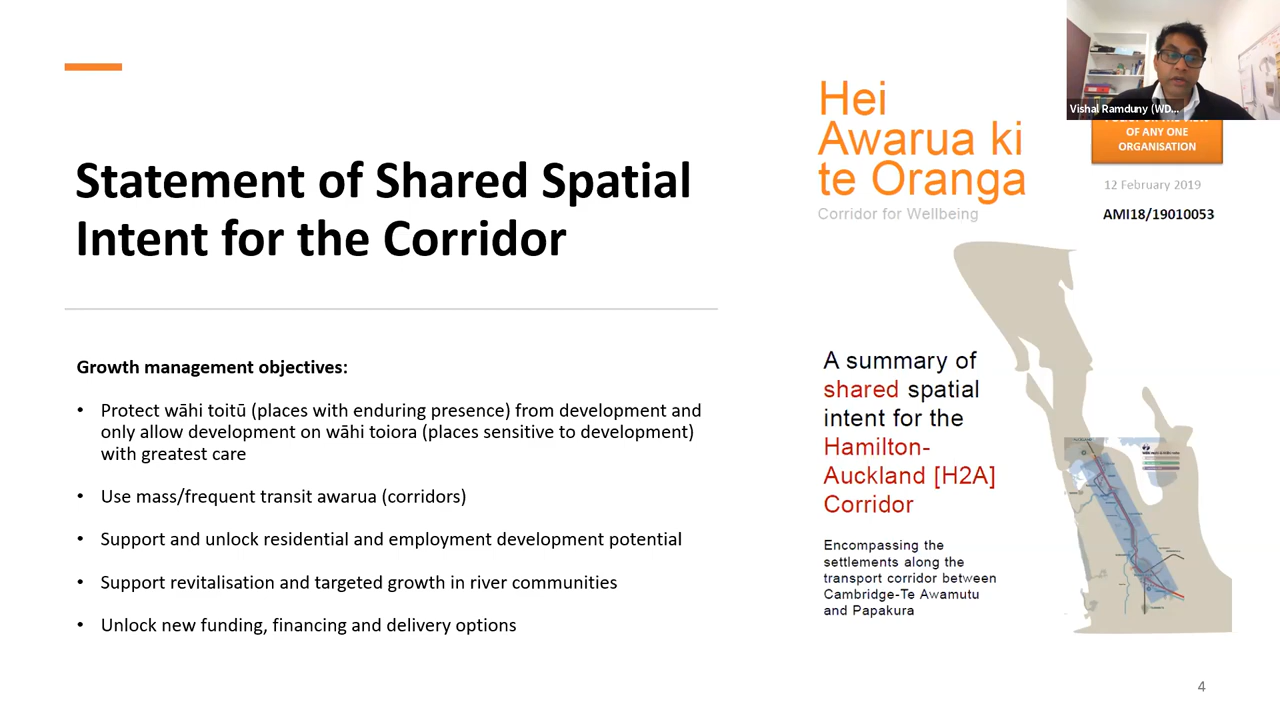 Statement of Shared Spatial
Intent for the Corridor
Growth management objectives:
• Protect wāhi toitū (places with enduring presence) from development and
only allow development on wāhi toiora (places sensitive to development)
with greatest care
• Use mass/frequent transit awarua (corridors)
• Support and unlock residential and employment development potential
• Support revitalisation and targeted growth in river communities
• Unlock new funding, financing and delivery options
Hei
Awarua ki
te Oranga
Corridor for Wellbeing
Vishal Ramduny (WD...
OF ANY ONE
ORGANISATION
12 February 2019
AMI18/19010053
A summary of
shared spatial
intent for the
Hamilton-
Auckland [H2A]
Corridor
Encompassing the
settlements along the
transport corridor between
Cambridge-Te Awamutu
and Papakura
4